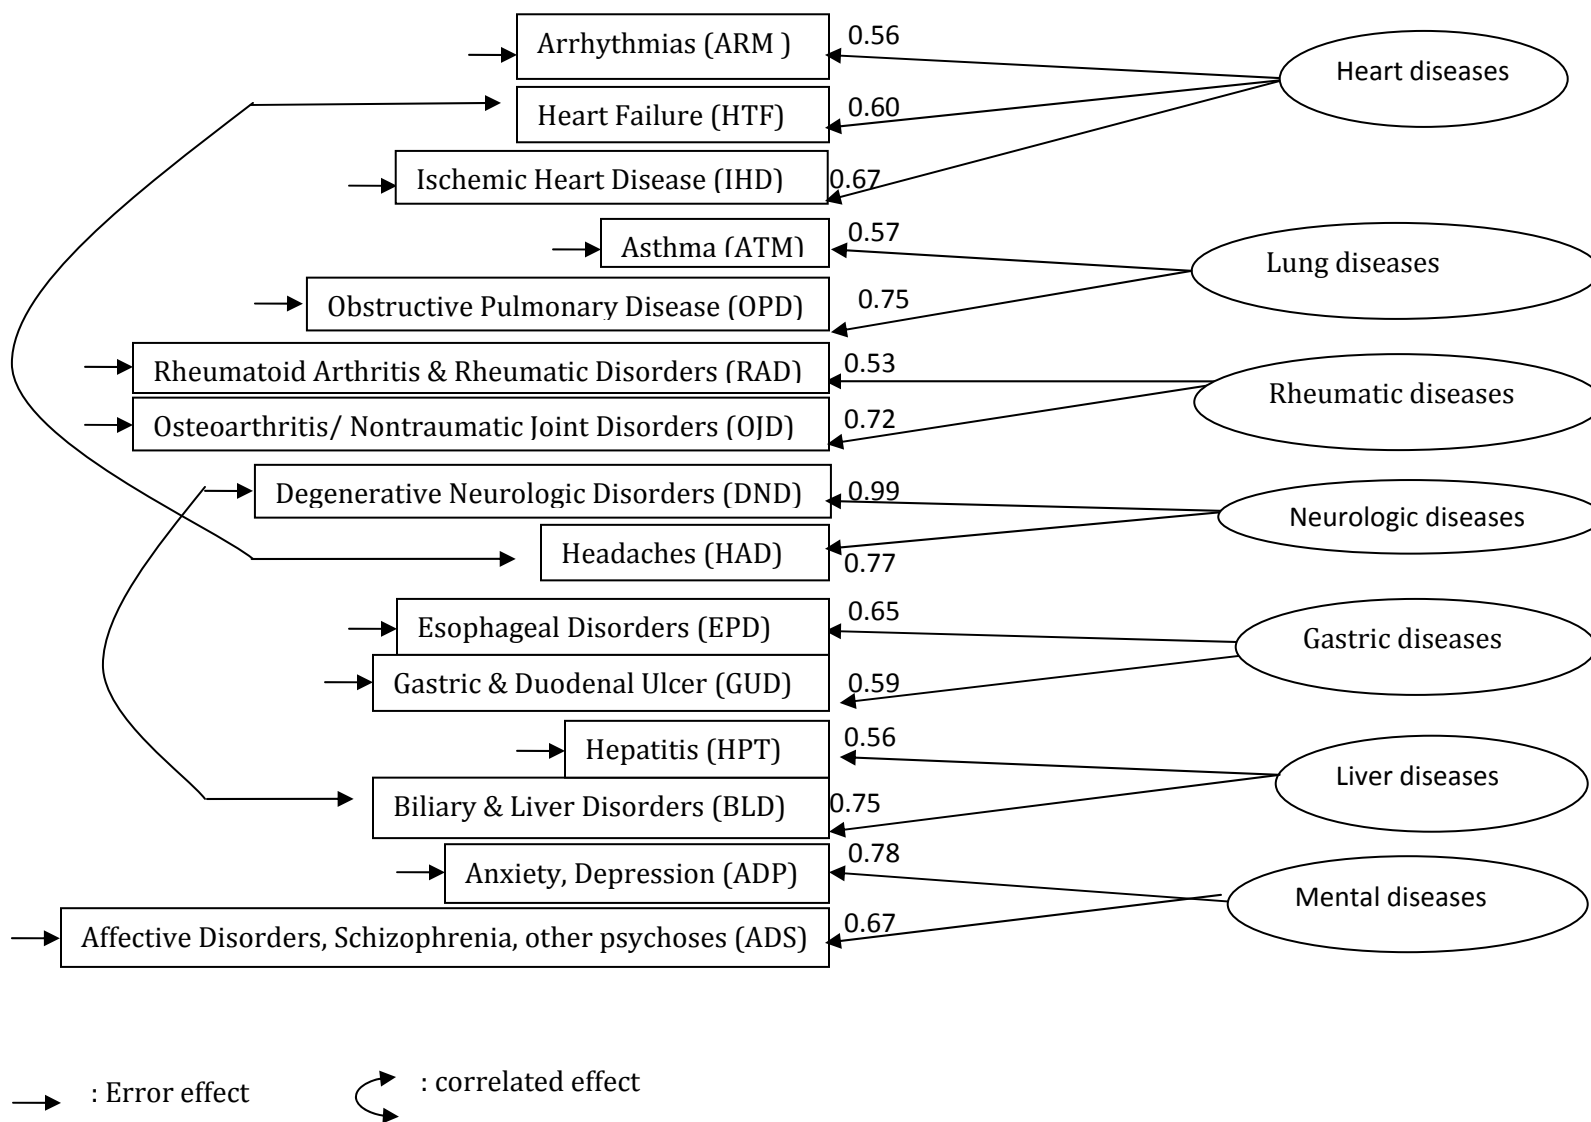 Arrhythmias (ARM )
0.56
Heart diseases
Heart Failure (HTF)
0.60
Ischemic Heart Disease (IHD)
0.67
Asthma (ATM)
0.57
Lung diseases
Obstructive Pulmonary Disease (OPD)
0.75
Rheumatoid Arthritis & Rheumatic Disorders (RAD)
0.53
Rheumatic diseases
Osteoarthritis/ Nontraumatic Joint Disorders (OJD)
0.72
Degenerative Neurologic Disorders (DND)
0.99
Neurologic diseases
Headaches (HAD)
0.77
Esophageal Disorders (EPD)
0.65
Gastric diseases
Gastric & Duodenal Ulcer (GUD)
0.59
Hepatitis (HPT)
0.56
Liver diseases
Biliary & Liver Disorders (BLD)
0.75
Anxiety, Depression (ADP)
0.78
Mental diseases
Affective Disorders, Schizophrenia, other psychoses (ADS)
0.67
: Error effect
: correlated effect